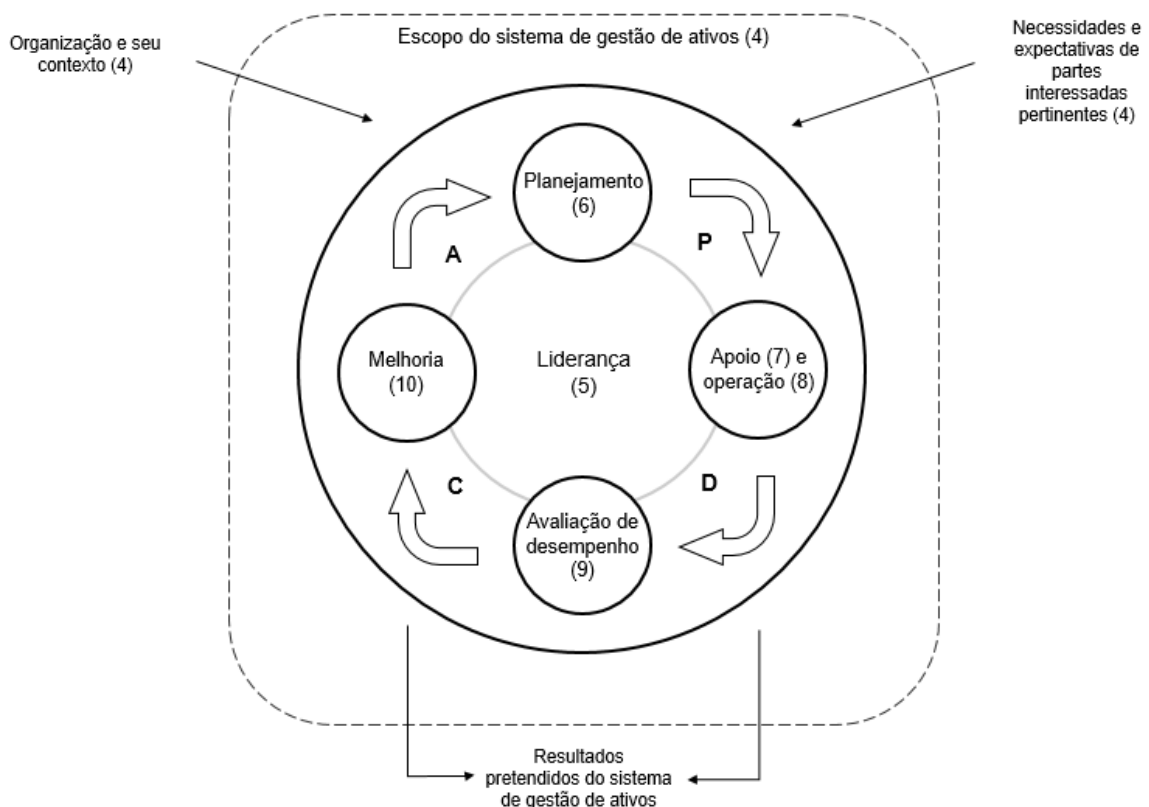 Organização e seu
contexto (4)
Escopo do sistema de gestão de ativos (4)
Necessidades e
expectativas de
partes
interessadas
pertinentes (4)
Planejamento
(6)
A
P
Melhoria
(10)
Liderança
(5)
Apoio (7) e
operação (8)
C
D
Avaliação de
desempenho
(9)
Resultados
pretendidos do sistema
de gestão de ativos